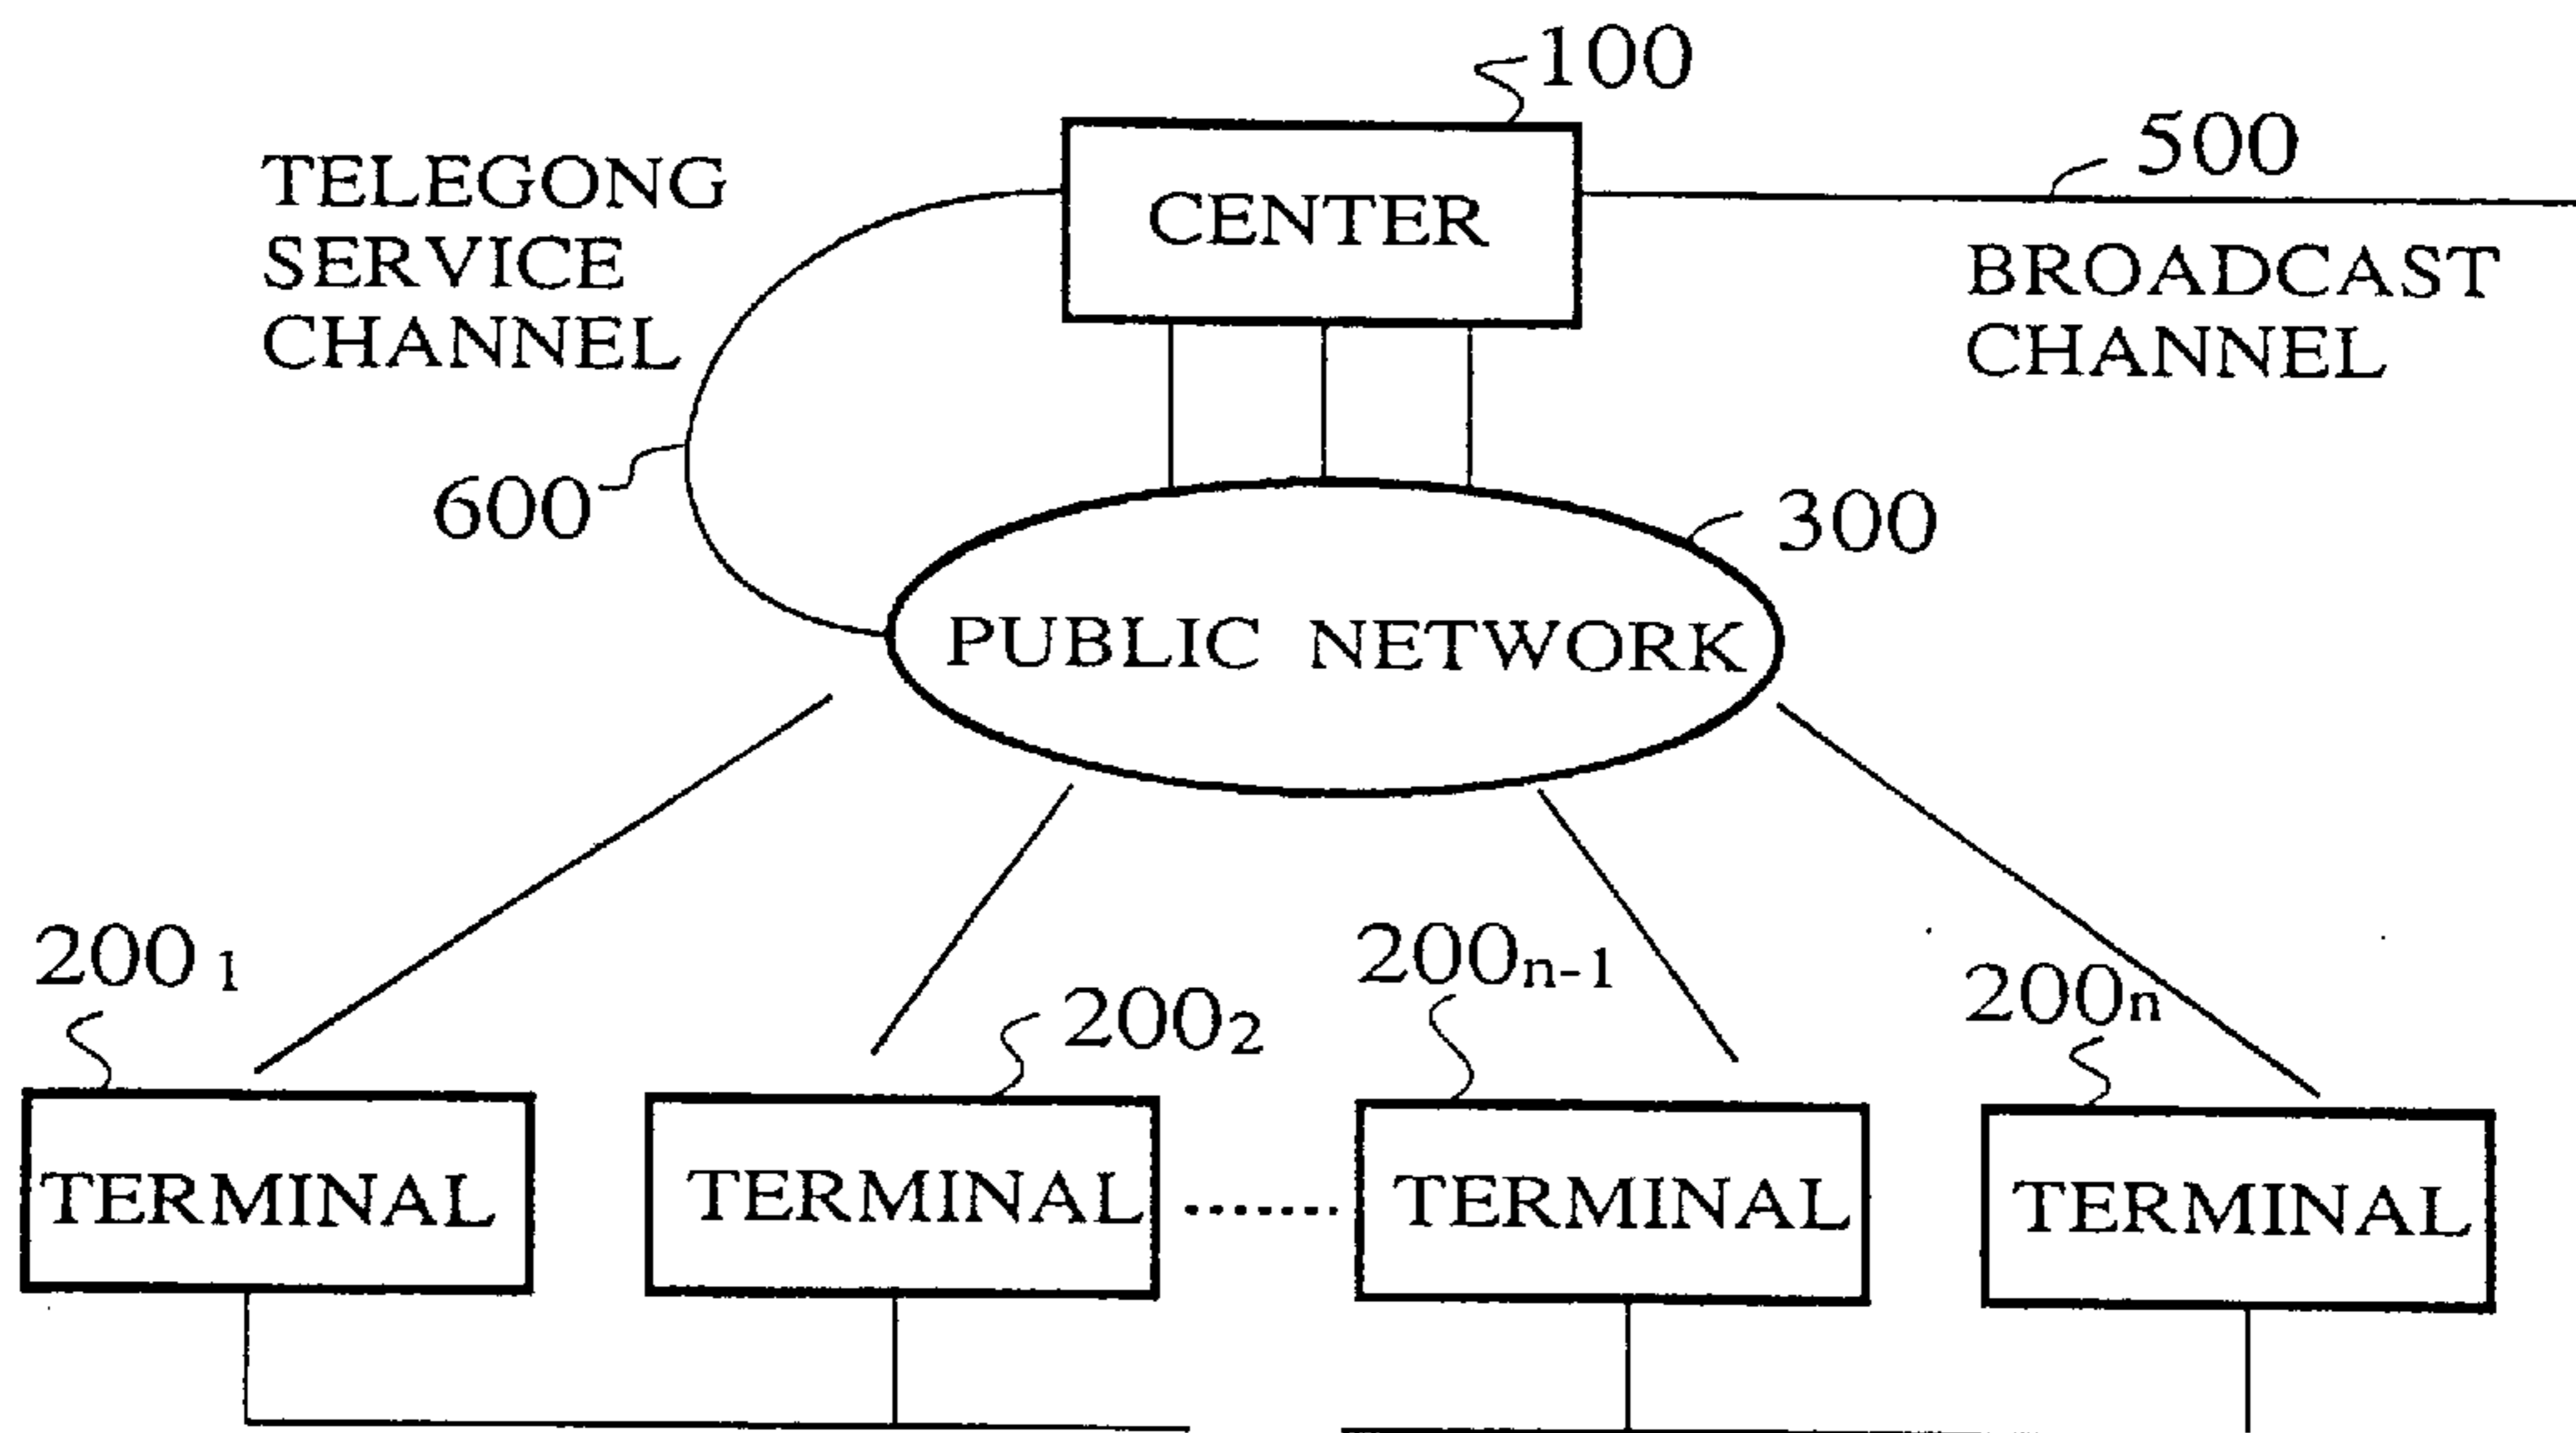 100
500
TELEGONG
SERVICE
CHANNEL
CENTER
BROADCAST
CHANNEL
600
300
PUBLIC NETWORK
200 1
200n-1
200n
2002
TERMINAL
TERMINAL
.......
TERMINAL
TERMINAL